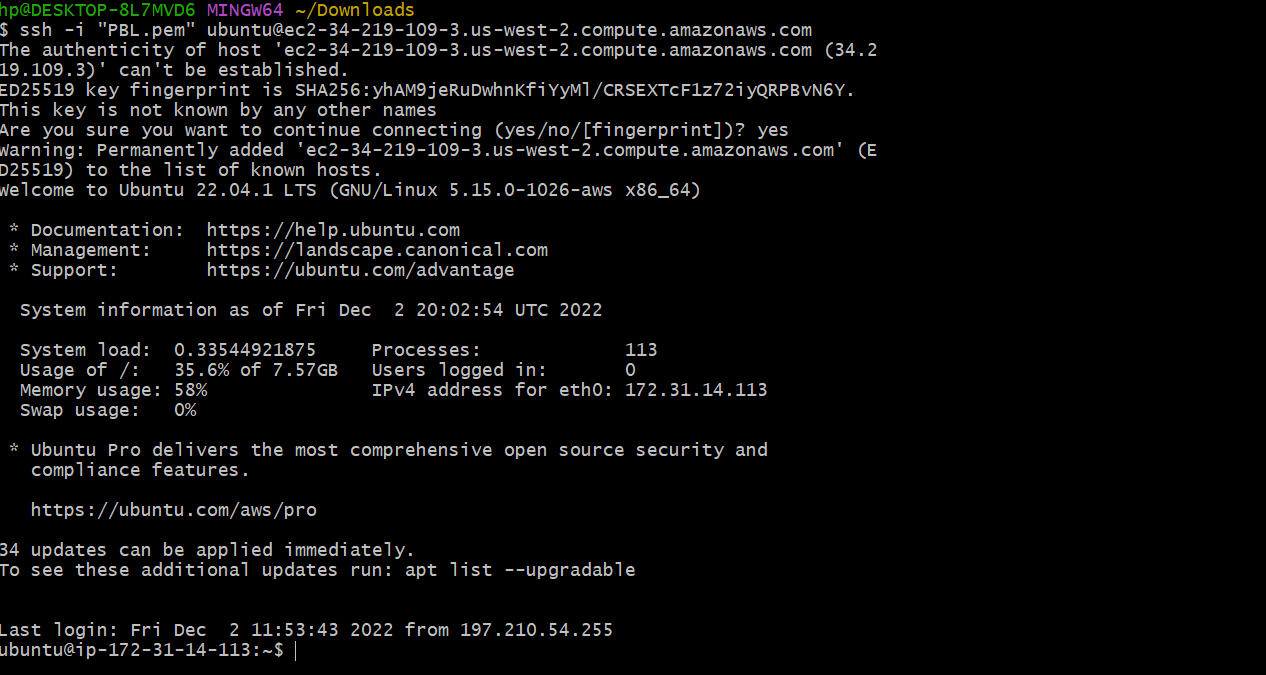 hp@DESKTOP-8L7MVD6 MINGW64 ~/Downloads
$ ssh -i "PBL.pem" ubuntu@ec2-34-219-109-3.us-west-2.compute.amazonaws.com
The authenticity of host 'ec2-34-219-109-3.us-west-2.compute.amazonaws.com (34.2
19.109.3)' can't be established.
ED25519 key fingerprint is SHA256:yhAM9jeRuDwhnKfiYyMl/CRSEXTcF1z72iyQRPBvN6Y.
This key is not known by any other names
Are you sure you want to continue connecting (yes/no/[fingerprint])? yes
Warning: Permanently added 'ec2-34-219-109-3.us-west-2.compute.amazonaws.com' (E
D25519) to the list of known hosts.
Welcome to Ubuntu 22.04.1 LTS (GNU/Linux 5.15.0-1026-aws x86_64)
* Documentation:  https://help.ubuntu.com
* Management:     https://landscape.canonical.com
* Support:        https://ubuntu.com/advantage
System information as of Fri Dec  2 20:02:54 UTC 2022
System load:  0.33544921875     Processes:             113
Usage of /:   35.6% of 7.57GB   Users logged in:       0
Memory usage: 58%               IPv4 address for eth0: 172.31.14.113
Swap usage:   0%
* Ubuntu Pro delivers the most comprehensive open source security and
compliance features.
https://ubuntu.com/aws/pro
34 updates can be applied immediately.
To see these additional updates run: apt list --upgradable
Last login: Fri Dec  2 11:53:43 2022 from 197.210.54.255
ubuntu@ip-172-31-14-113:~$